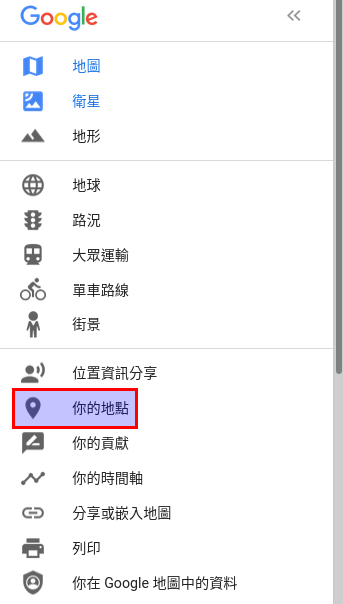 Google
地圖
衛星
地形
地球
路況
大眾運輸
單車路線
街景
位置資訊分享
你的地點
你的貢獻
你的時間軸
分享或嵌入地圖
列印
你在 Google 地圖中的資料